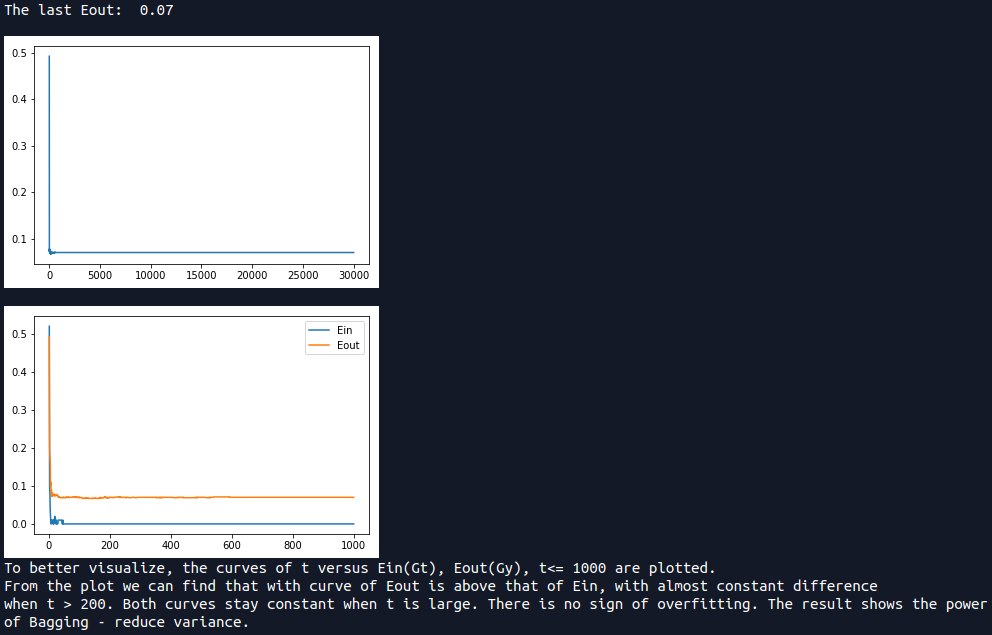 The last Eout:  0.07
0.5
0.4
0.3
0.2
0.1
0 5000 10000 15000 20000 25000 30000
Ein
Eout
0.5
0.4
0.3
0.2
0.1
0.0
0 200 400 600 800 1000
To better visualize, the curves of t versus Ein(Gt), Eout(Gy), t<= 1000 are plotted.
From the plot we can find that with curve of Eout is above that of Ein, with almost constant difference
when t > 200. Both curves stay constant when t is large. There is no sign of overfitting. The result shows the power
of Bagging - reduce variance.